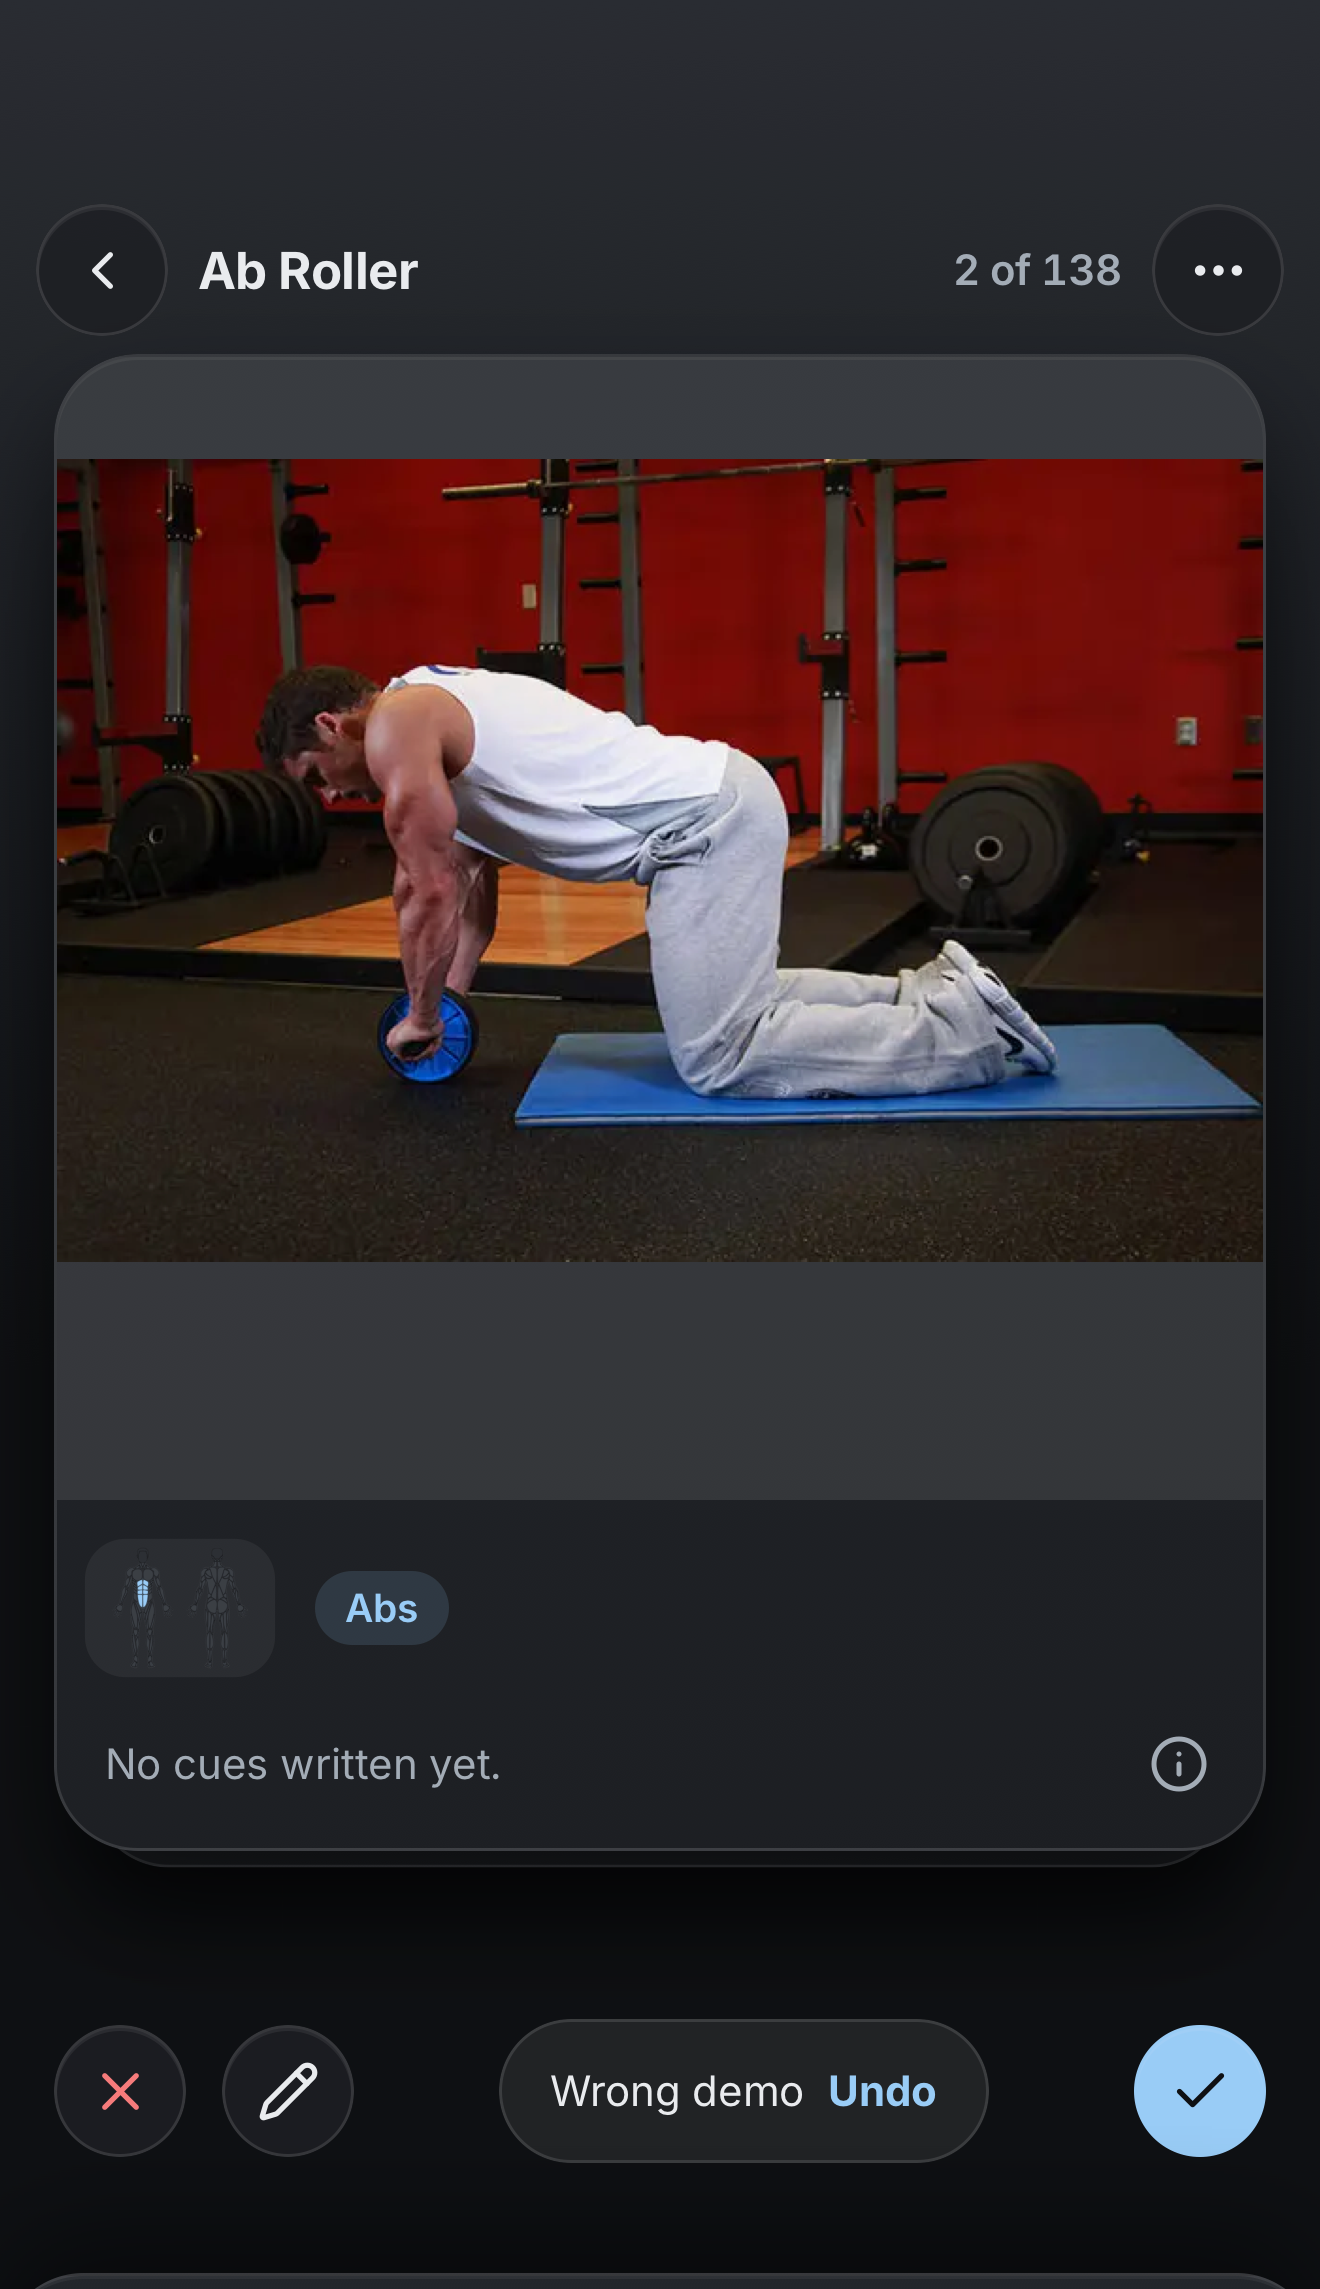 Ab Roller
2 of 138
Abs
No cues written yet.
Wrong demo Undo